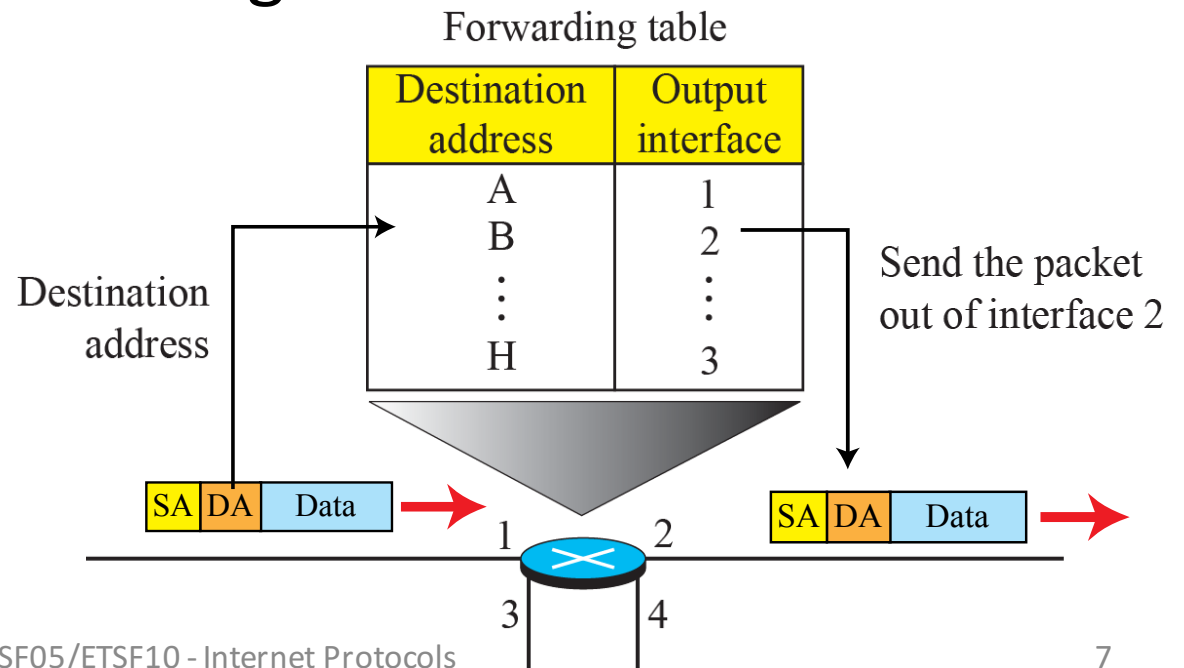 Forwarding table
Destination address
Output interface
A 1
B 2
H 3
Destination address
Send the packet
out of interface 2
SA DA Data
SA DA Data
1 2
3 4
SF05/ETSF10 - Internet Protocols
7